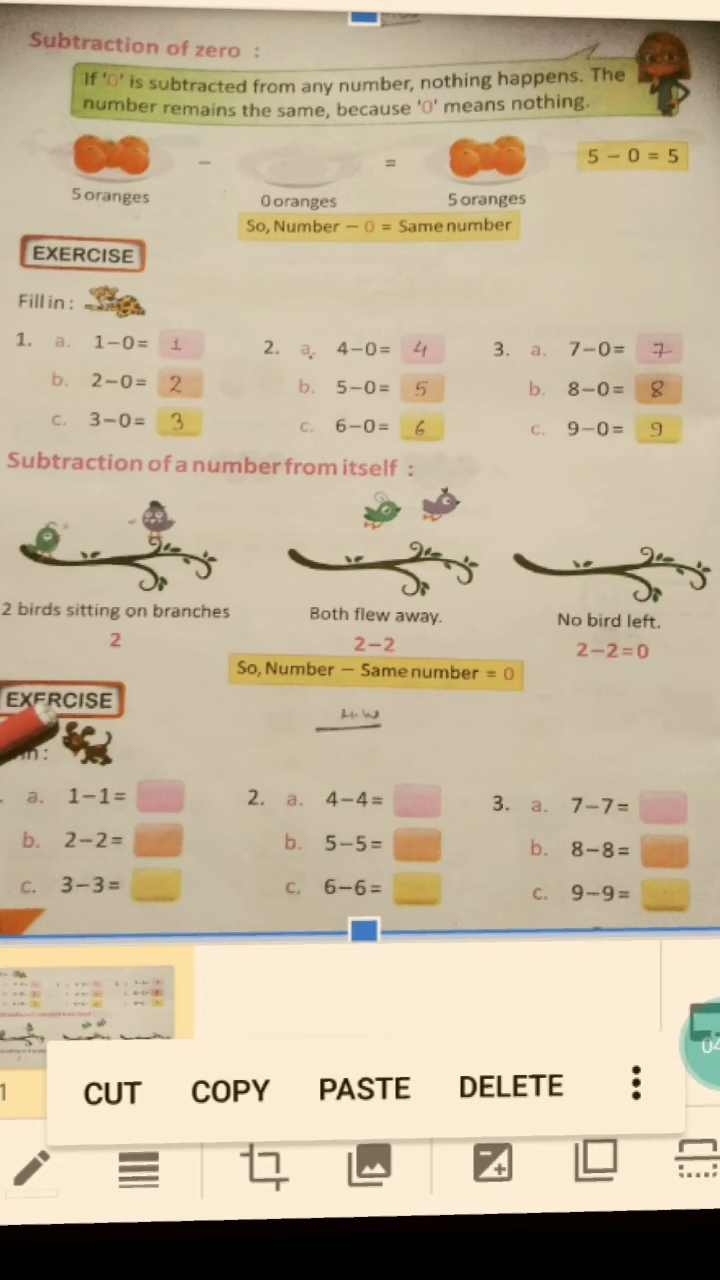 Subtraction of zero :
If '0' is subtracted from any number, nothing happens. The
number remains the same, because '0' means nothing.
5 oranges – 0 oranges = 5 oranges 5 – 0 = 5
So, Number – 0 = Same number
EXERCISE
Fill in :
1. a. 1–0= 1 2. a. 4–0= 4 3. a. 7–0= 7
b. 2–0= 2 b. 5–0= 5 b. 8–0= 8
c. 3–0= 3 c. 6–0= 6 c. 9–0= 9
Subtraction of a number from itself :
2 birds sitting on branches Both flew away. No bird left.
2 2–2 2–2=0
So, Number – Same number = 0
EXERCISE
H.W
in :
a. 1–1= 2. a. 4–4= 3. a. 7–7=
b. 2–2= b. 5–5= b. 8–8=
c. 3–3= c. 6–6= c. 9–9=
04
1
CUT COPY PASTE DELETE